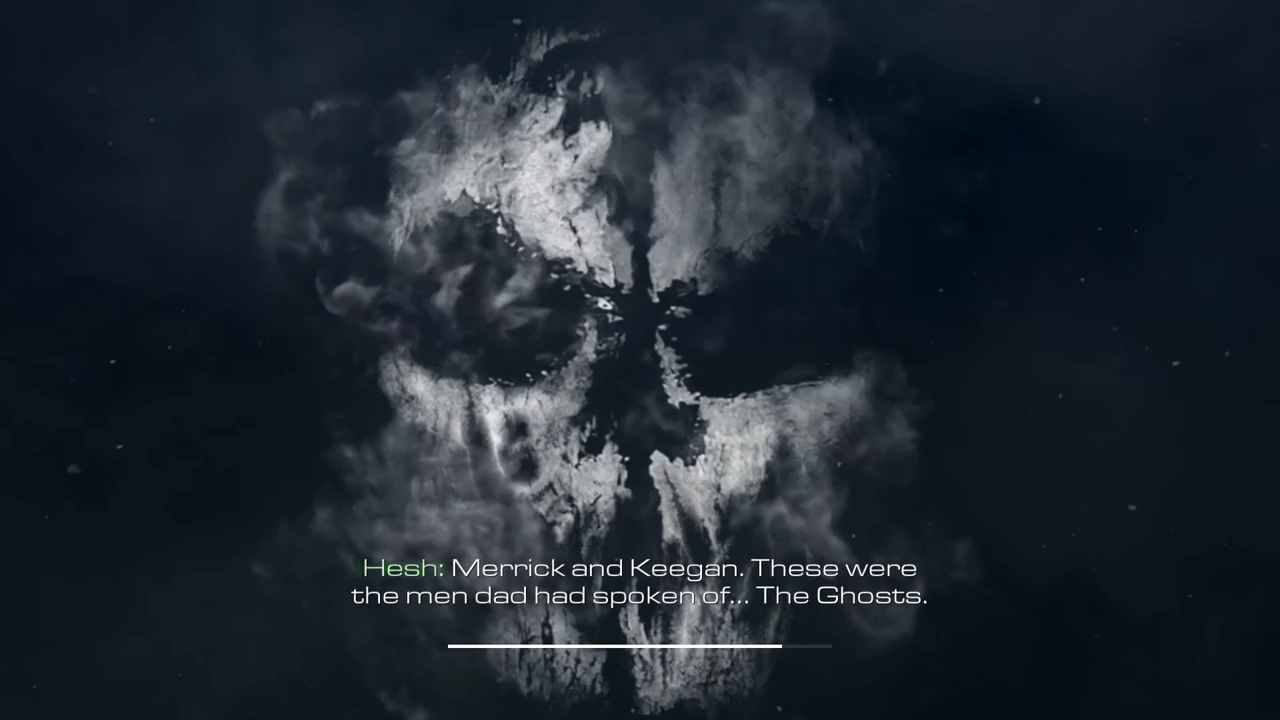 Hesh: Merrick and Keegan. These were
the men dad had spoken of... The Ghosts.